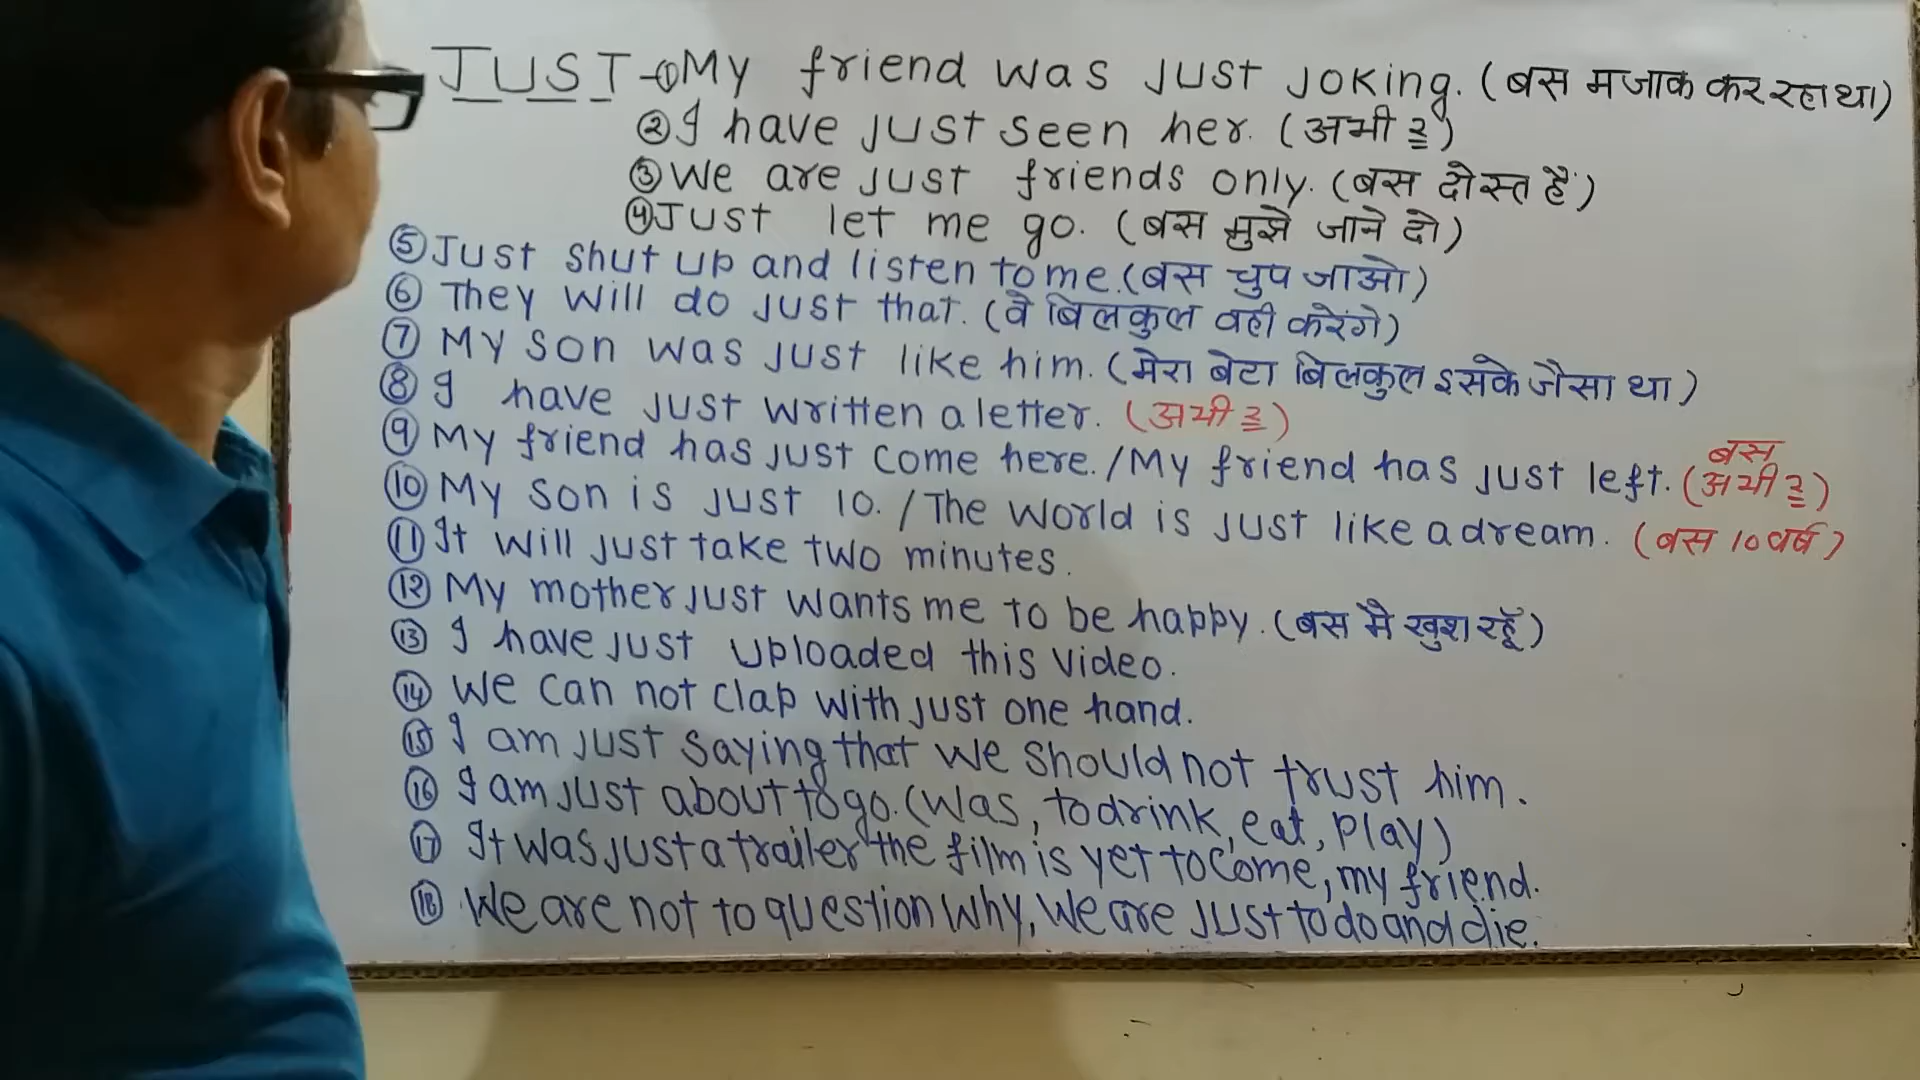 JUST-① My friend was just joking. (बस मजाक कर रहा था)
② I have just seen her. (अभी २)
③ We are just friends only. (बस दोस्त हैं)
④ Just let me go. (बस मुझे जाने दो)
⑤ Just shut up and listen to me. (बस चुप जाओ)
⑥ They will do just that. (वे बिलकुल वही करेंगे)
⑦ My son was just like him. (मेरा बेटा बिलकुल इसके जैसा था)
⑧ I have just written a letter. (अभी २)
⑨ My friend has just come here. / My friend has just left. (बस अभी २)
⑩ My son is just 10. / The world is just like a dream. (बस 10 वर्ष)
⑪ It will just take two minutes.
⑫ My mother just wants me to be happy. (बस मै खुश रहूँ)
⑬ I have just uploaded this video.
⑭ We can not clap with just one hand.
⑮ I am just saying that we should not trust him.
⑯ I am just about to go. (was, to drink, eat, play)
⑰ It was just a trailer the film is yet to come, my friend.
⑱ We are not to question why, We are just to do and die.